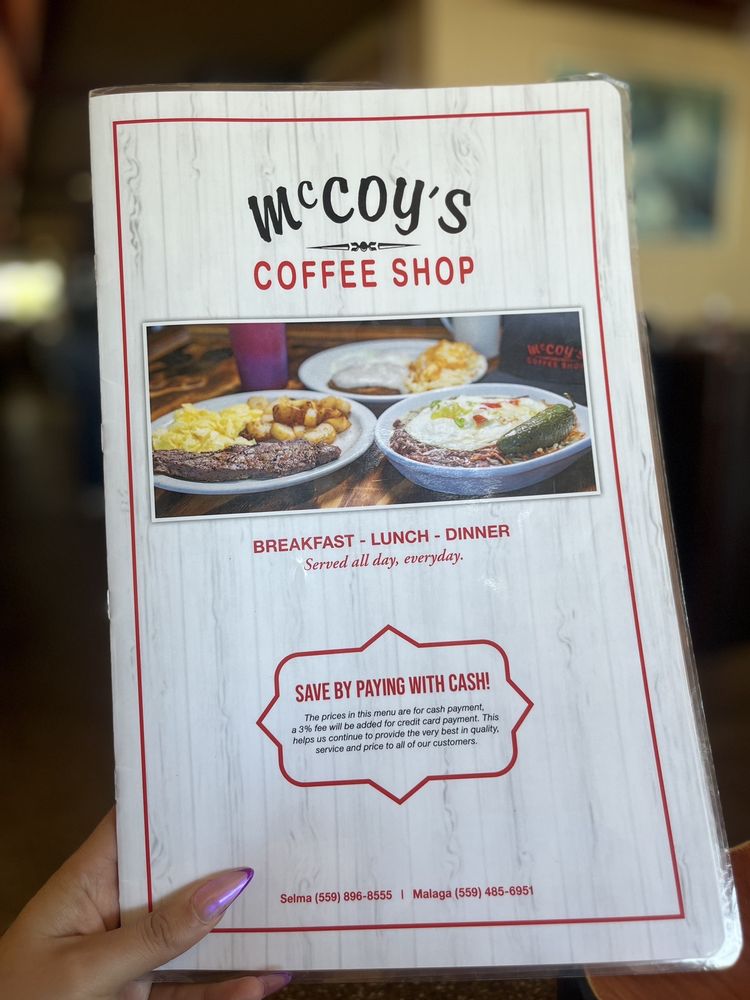 McCOY'S
COFFEE SHOP
McCOY'S
COFFEE SHOP
BREAKFAST - LUNCH - DINNER
Served all day, everyday.
SAVE BY PAYING WITH CASH!
The prices in this menu are for cash payment,
a 3% fee will be added for credit card payment. This
helps us continue to provide the very best in quality,
service and price to all of our customers.
Selma (559) 896-8555 | Malaga (559) 485-6951